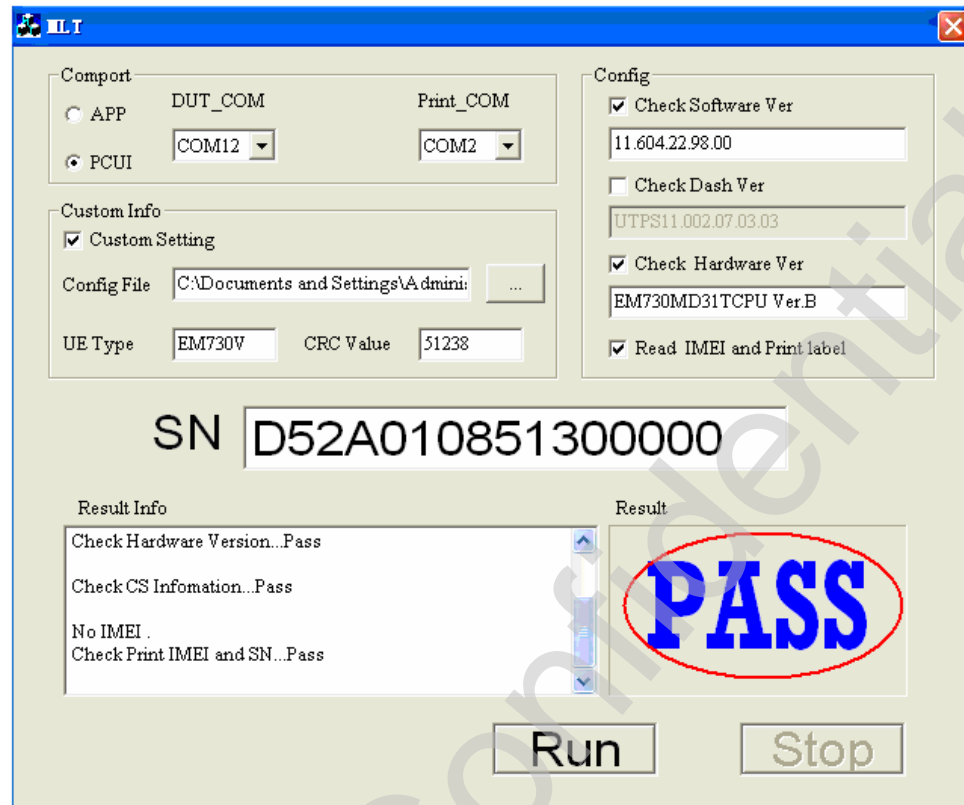 MLT
Comport
APP
DUT_COM
Print_COM
PCUI
COM12
COM2
Config
Check Software Ver
11.604.22.98.00
Check Dash Ver
UTPS11.002.07.03.03
Check Hardware Ver
EM730MD31TCPU Ver.B
Read IMEI and Print label
Custom Info
Custom Setting
Config File
C:\Documents and Settings\Adminis
...
UE Type
EM730V
CRC Value
51238
SN
D52A010851300000
Result Info
Check Hardware Version...Pass
Check CS Infomation...Pass
No IMEI .
Check Print IMEI and SN...Pass
Result
PASS
Run
Stop
Confidential